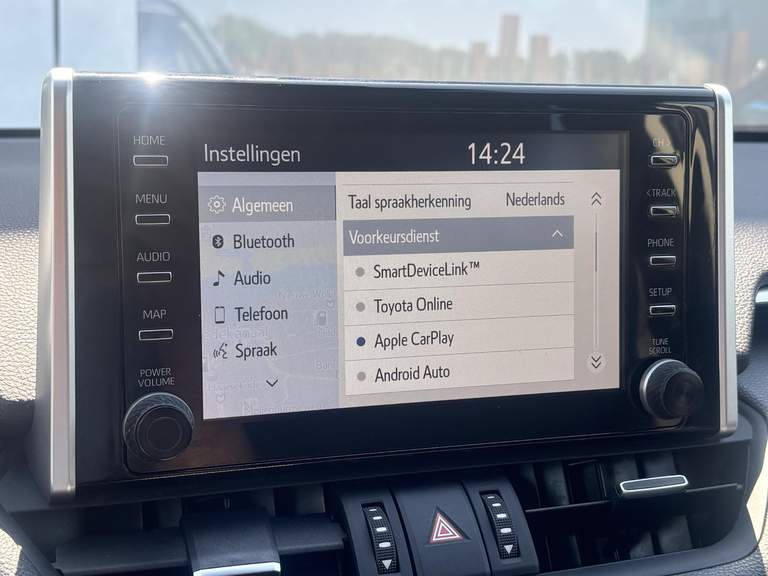 HOME
MENU
AUDIO
MAP
POWER
VOLUME
Instellingen
14:24
Algemeen
Bluetooth
Audio
Telefoon
Spraak
Taal spraakherkenning Nederlands
Voorkeursdienst
SmartDeviceLink™
Toyota Online
Apple CarPlay
Android Auto
CH >
<TRACK
PHONE
SETUP
TUNE
SCROLL